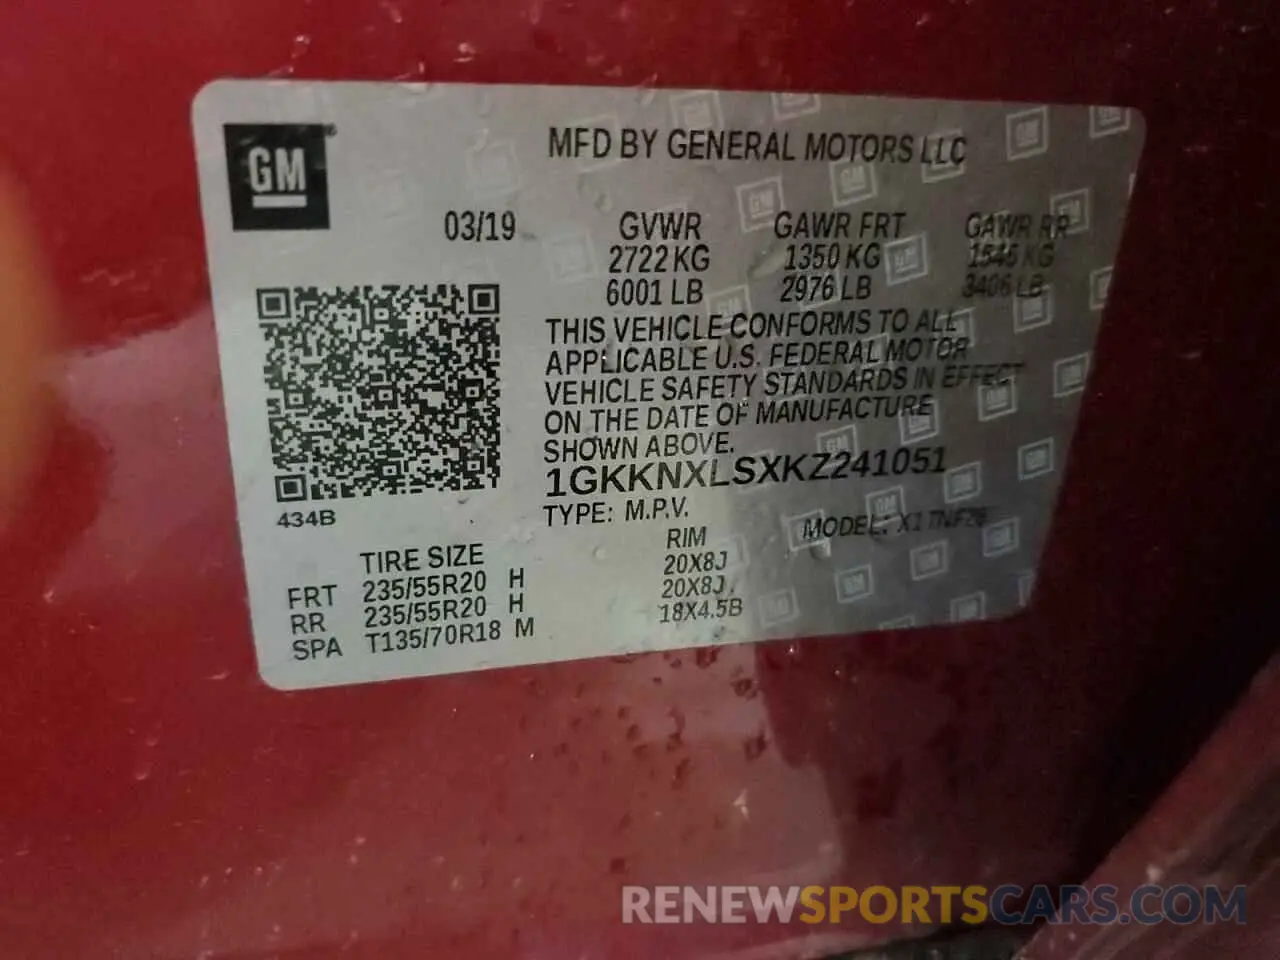 GM
MFD BY GENERAL MOTORS LLC
03/19 GVWR GAWR FRT GAWR RR
2722 KG 1350 KG 1545 KG
6001 LB 2976 LB 3406 LB
THIS VEHICLE CONFORMS TO ALL
APPLICABLE U.S. FEDERAL MOTOR
VEHICLE SAFETY STANDARDS IN EFFECT
ON THE DATE OF MANUFACTURE
SHOWN ABOVE.
1GKKNXLSXKZ241051
434B
TYPE: M.P.V. MODEL: X1TNF26
TIRE SIZE RIM
FRT 235/55R20 H 20X8J
RR 235/55R20 H 20X8J
SPA T135/70R18 M 18X4.5B
RENEWSPORTSCARS.COM